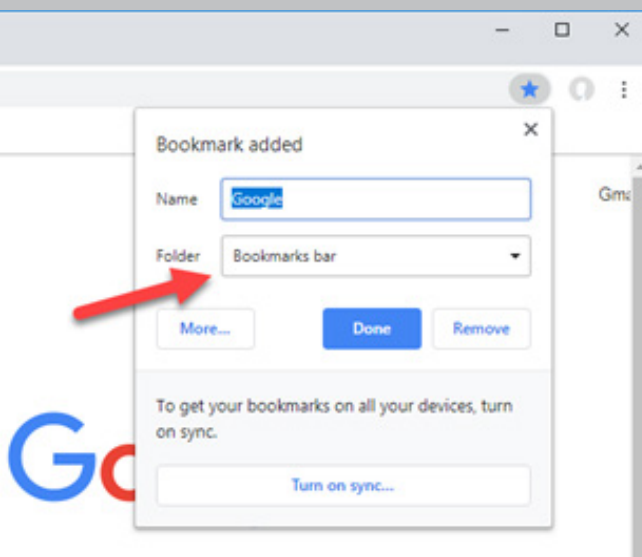 Bookmark added
Name Google
Gma
Folder Bookmarks bar
More... Done Remove
To get your bookmarks on all your devices, turn
on sync.
Go
Turn on sync...